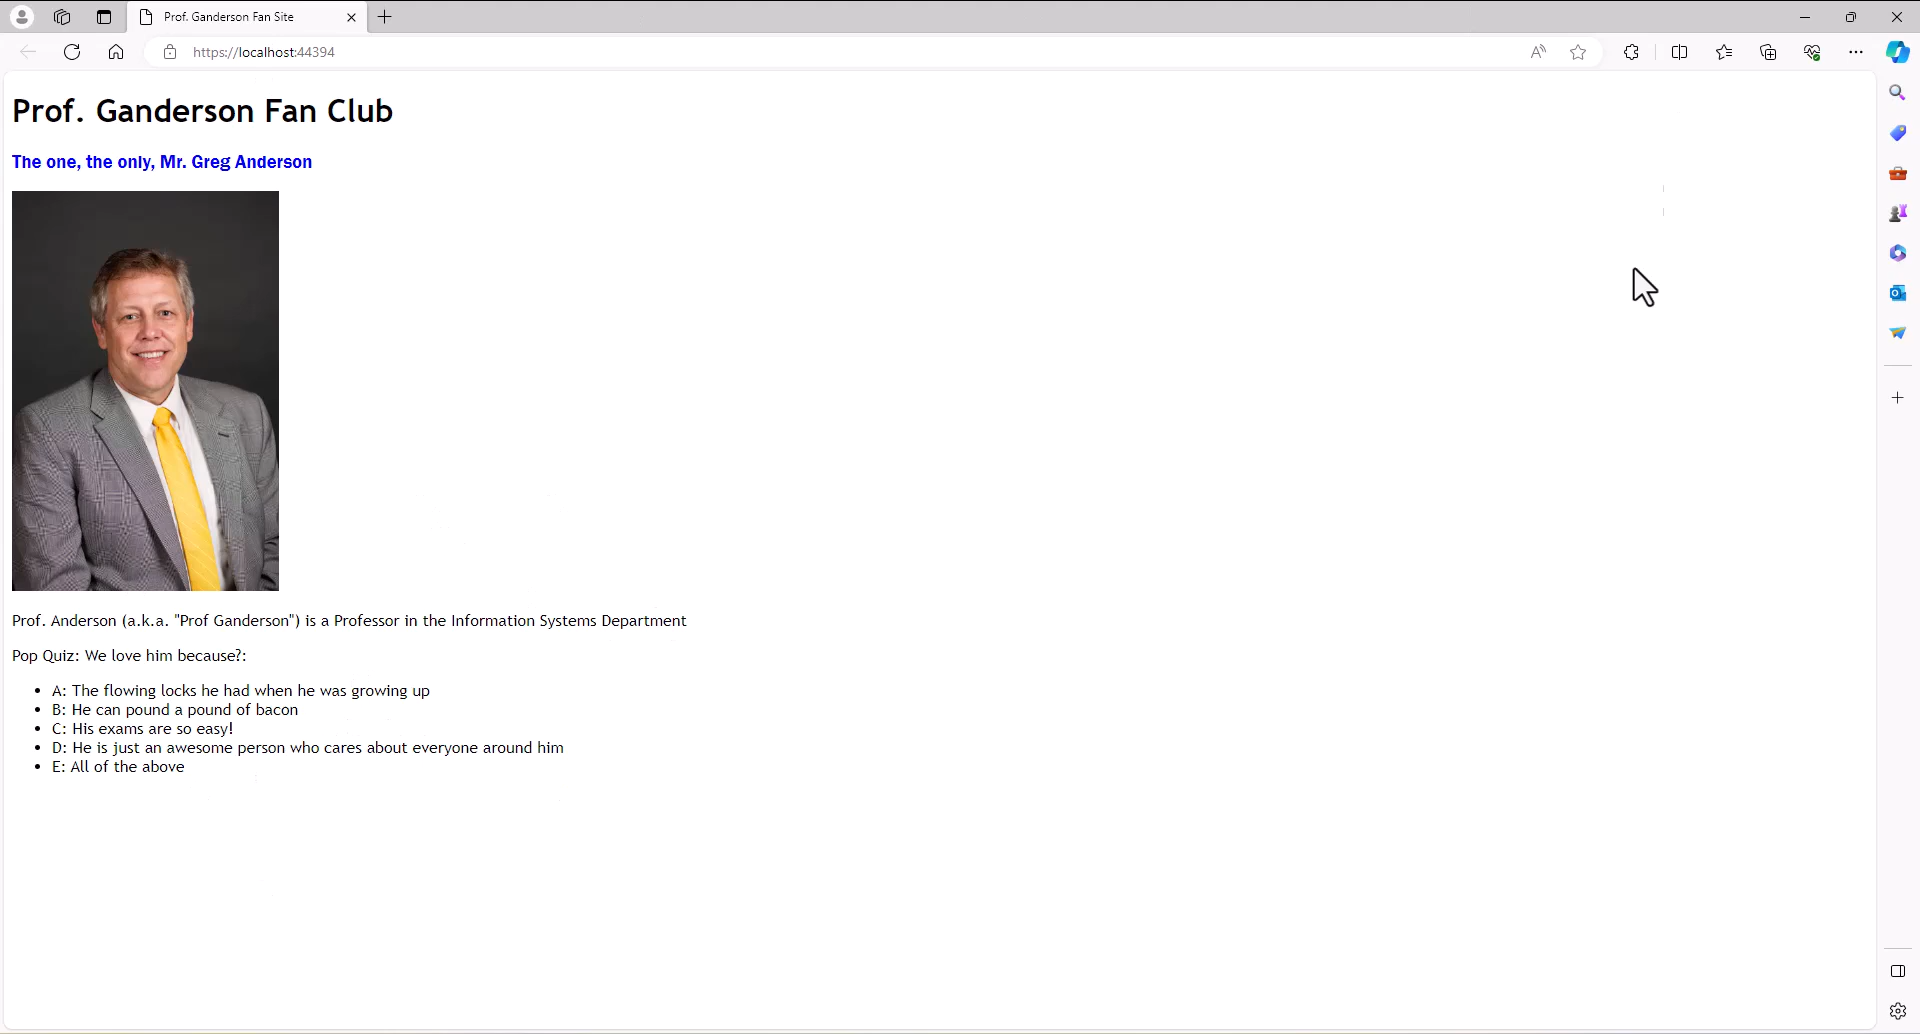 Prof. Ganderson Fan Site
https://localhost:44394
Prof. Ganderson Fan Club
The one, the only, Mr. Greg Anderson
Prof. Anderson (a.k.a. "Prof Ganderson") is a Professor in the Information Systems Department
Pop Quiz: We love him because?:
• A: The flowing locks he had when he was growing up
• B: He can pound a pound of bacon
• C: His exams are so easy!
• D: He is just an awesome person who cares about everyone around him
• E: All of the above